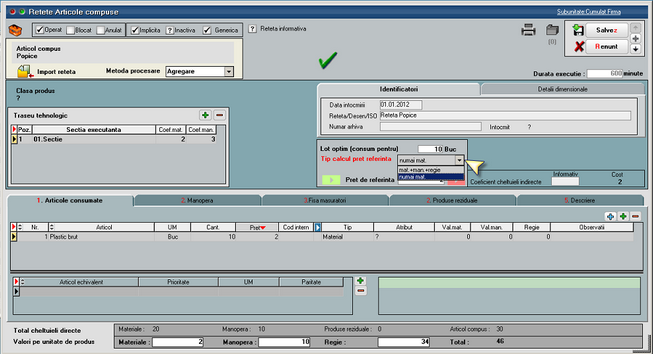 Retete Articole compuse
Subunitate:Cumulat Firma
Operat Blocat Anulat Implicita ? Inactiva Generica ? Reteta informativa
(0)
Salvez
Renunt
Articol compus
Popice
Import reteta Metoda procesare Agregare
Durata executie : 600 minute
Clasa produs
?
Identificatori Detalii dimensionale
Data intocmirii 01.01.2012
Reteta/Desen/ISO Reteta Popice
Numar arhiva Intocmit ?
Traseu tehnologic
Poz. Sectia executanta Coef.mat. Coef.man.
1 01.Sectie 2 3
Lot optim (consum pentru) 10 Buc
Tip calcul pret referinta numai mat.
mat.+man.+regie
numai mat.
Pret de referinta Coeficient cheltuieli indirecte Informativ Cost
2
1. Articole consumate 2. Manopera 3.Fisa masuratori 4. Produse reziduale 5. Descriere
Nr. Articol UM Cant. Pret Cod intern Tip Atribut Val.mat. Val.man. Regie Observatii
1 Plastic brut Buc 10 2 Material ? 0 0 0
Articol echivalent Prioritate UM Paritate
Total cheltuieli directe Materiale : 20 Manopera : 10 Produse reziduale : 0 Articol compus : 30
Valori pe unitate de produs Materiale : 2 Manopera : 10 Regie : 34 Total : 46